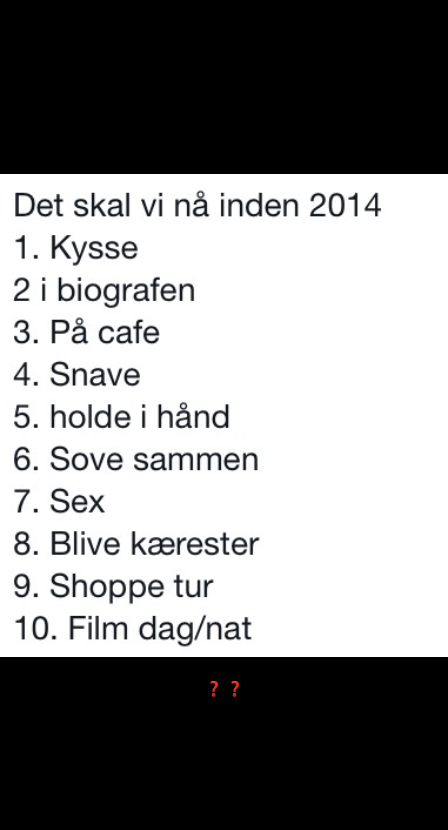 Det skal vi nå inden 2014
1. Kysse
2 i biografen
3. På cafe
4. Snave
5. holde i hånd
6. Sove sammen
7. Sex
8. Blive kærester
9. Shoppe tur
10. Film dag/nat
? ?